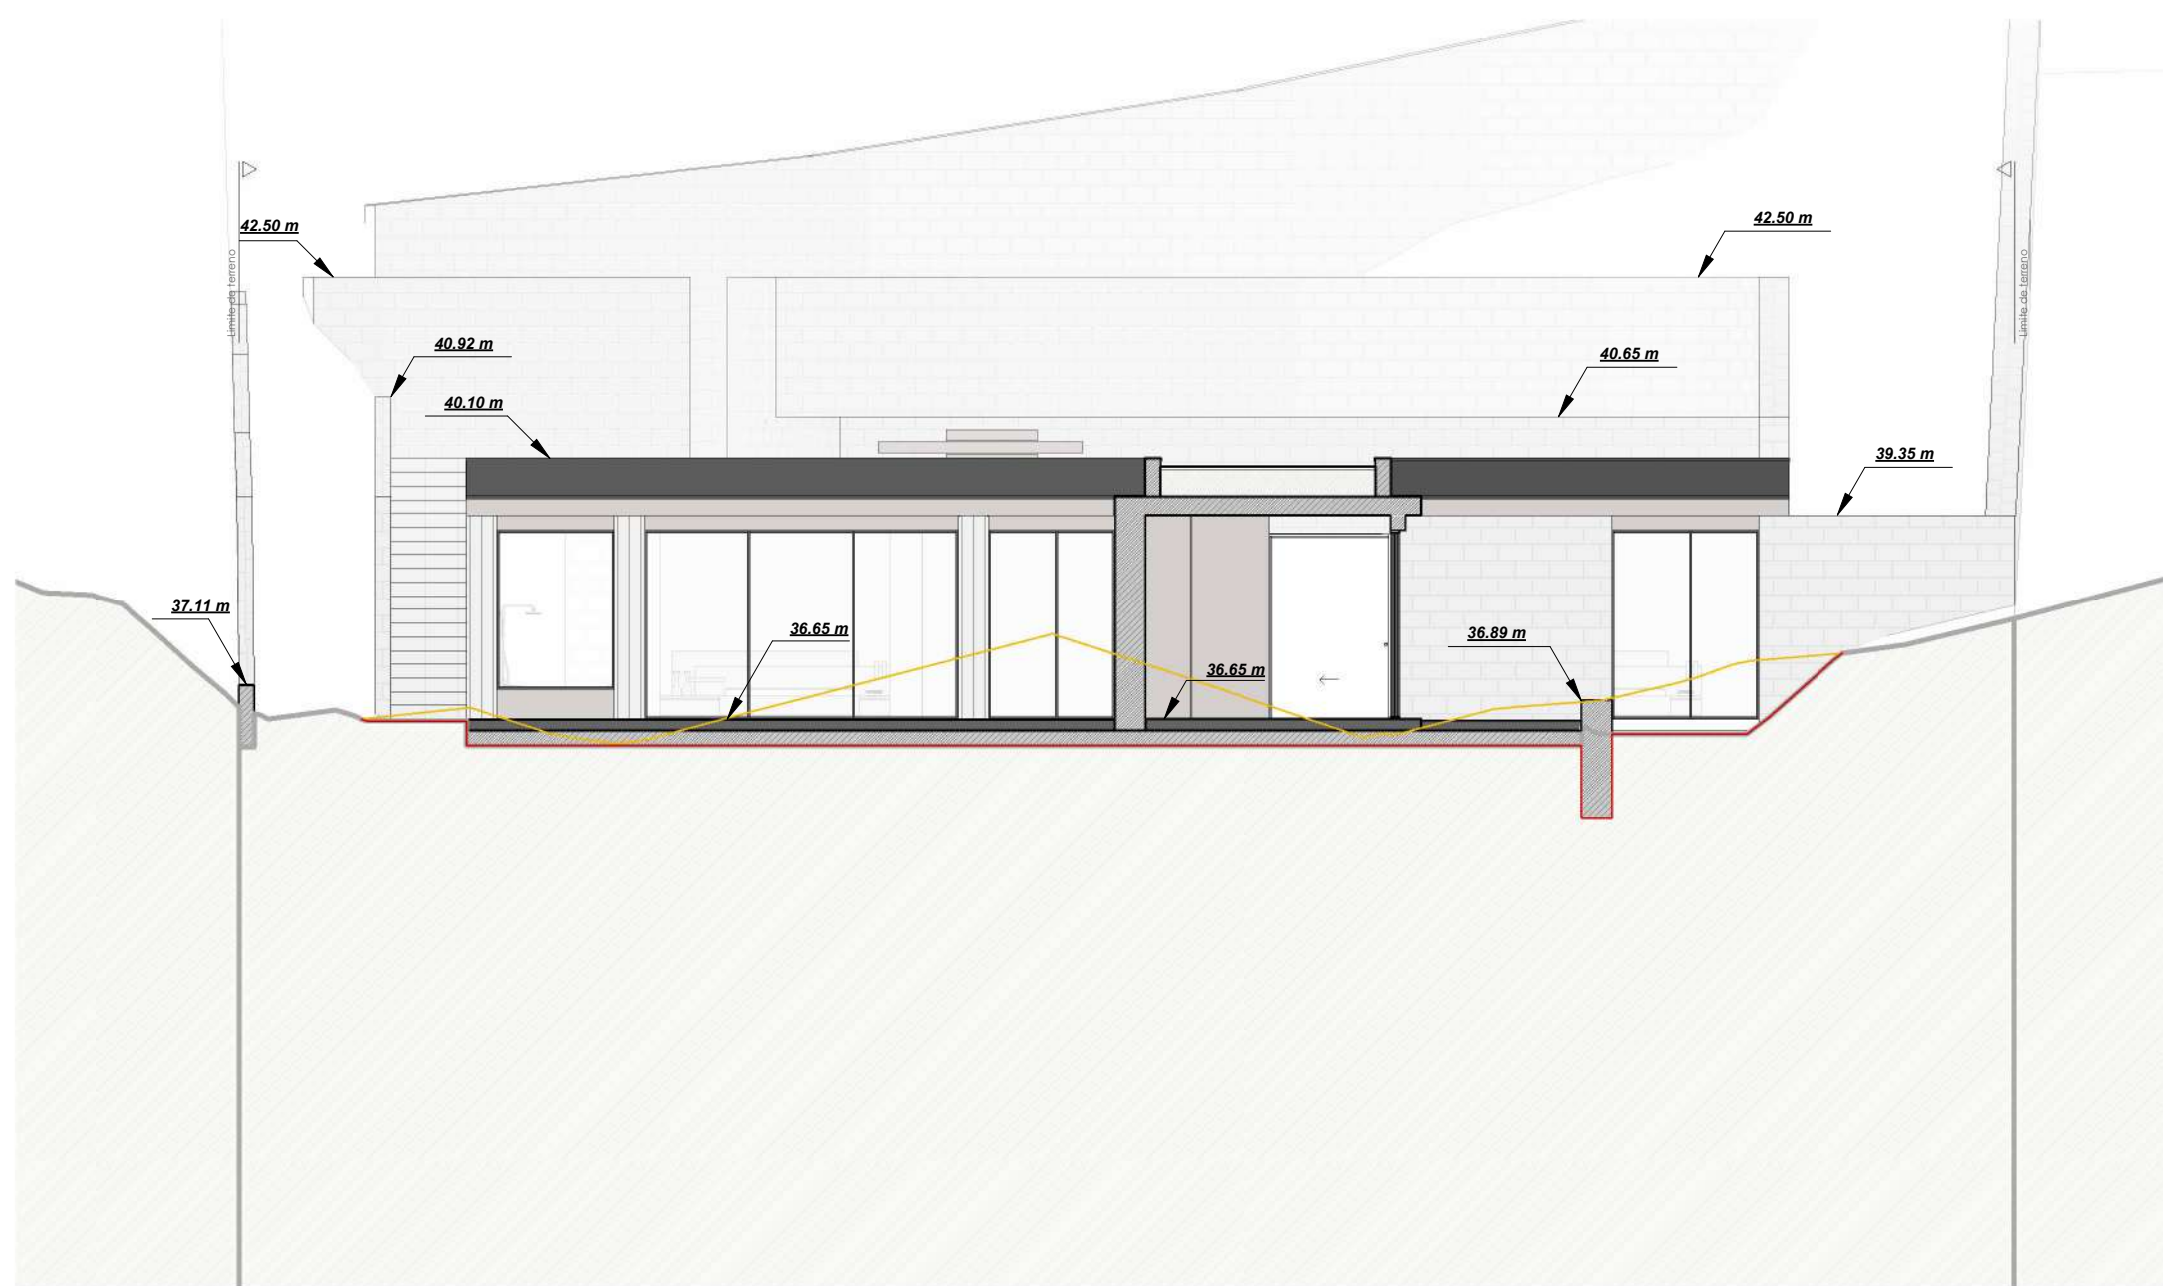 42.50 m
42.50 m
Limite de terreno
Limite de terreno
40.92 m
40.65 m
40.10 m
39.35 m
37.11 m
36.65 m
36.89 m
36.65 m